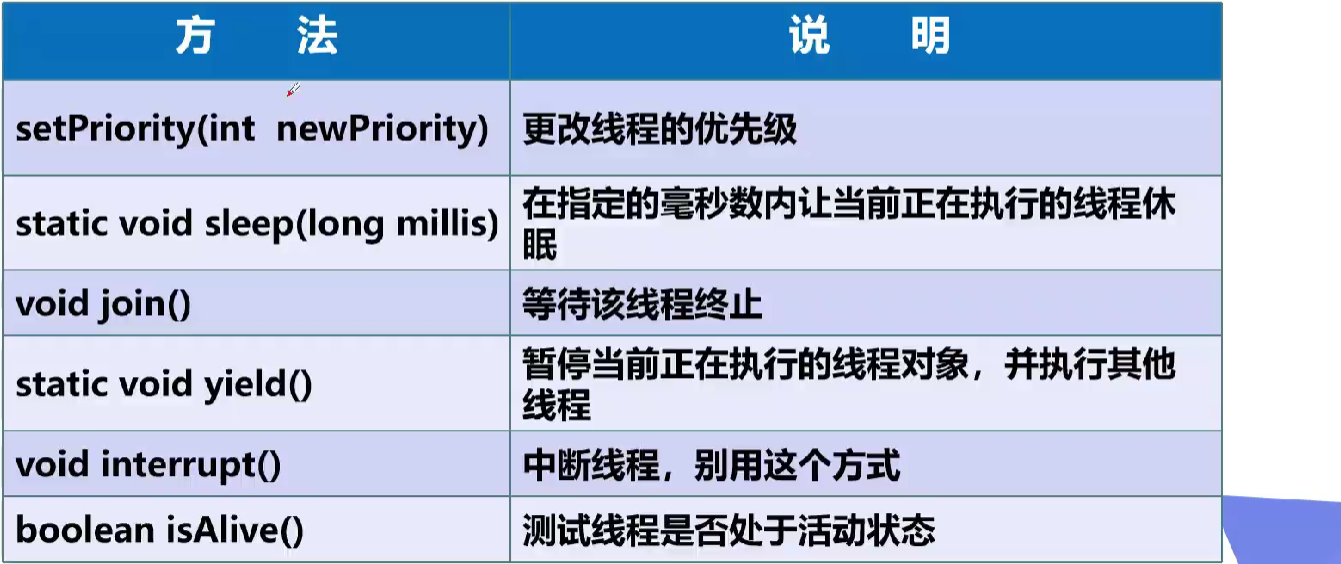 方 法
说 明
setPriority(int newPriority)
更改线程的优先级
static void sleep(long millis)
在指定的毫秒数内让当前正在执行的线程休
眠
void join()
等待该线程终止
static void yield()
暂停当前正在执行的线程对象，并执行其他
线程
void interrupt()
中断线程，别用这个方式
boolean isAlive()
测试线程是否处于活动状态